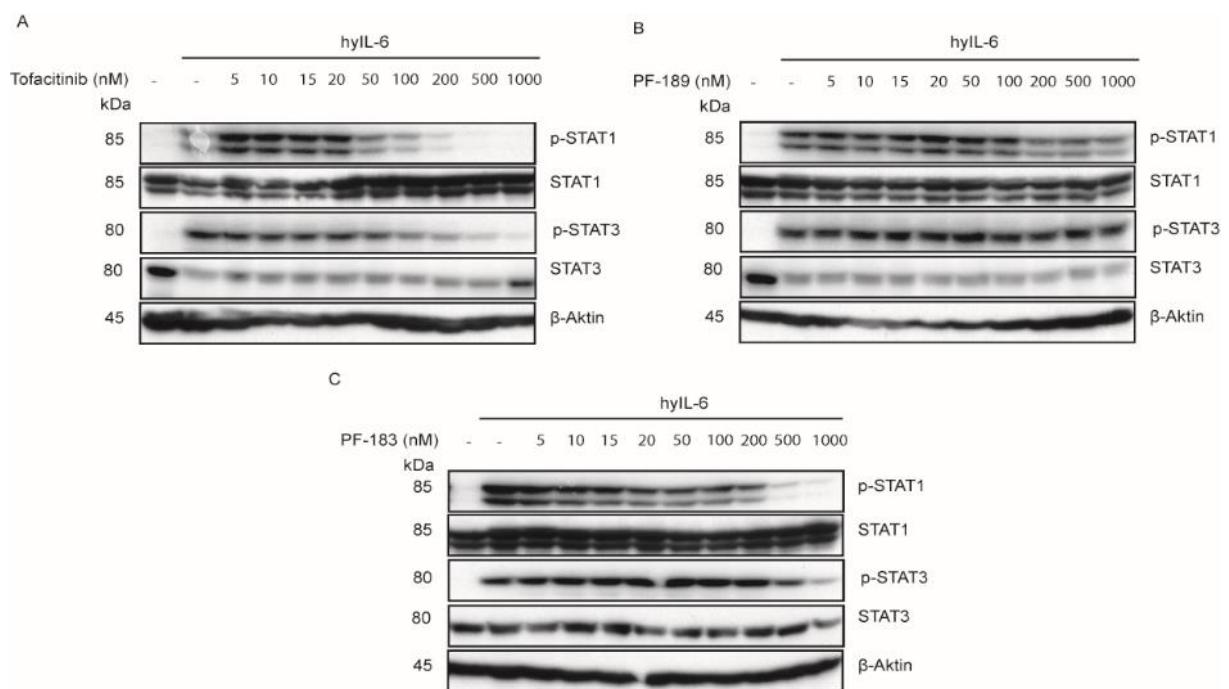 A
hyIL-6
Tofacitinib (nM) - - 5 10 15 20 50 100 200 500 1000
kDa
85 p-STAT1
85 STAT1
80 p-STAT3
80 STAT3
45 β-Aktin
B
hyIL-6
PF-189 (nM) - - 5 10 15 20 50 100 200 500 1000
kDa
85 p-STAT1
85 STAT1
80 p-STAT3
80 STAT3
45 β-Aktin
C
hyIL-6
PF-183 (nM) - - 5 10 15 20 50 100 200 500 1000
kDa
85 p-STAT1
85 STAT1
80 p-STAT3
80 STAT3
45 β-Aktin